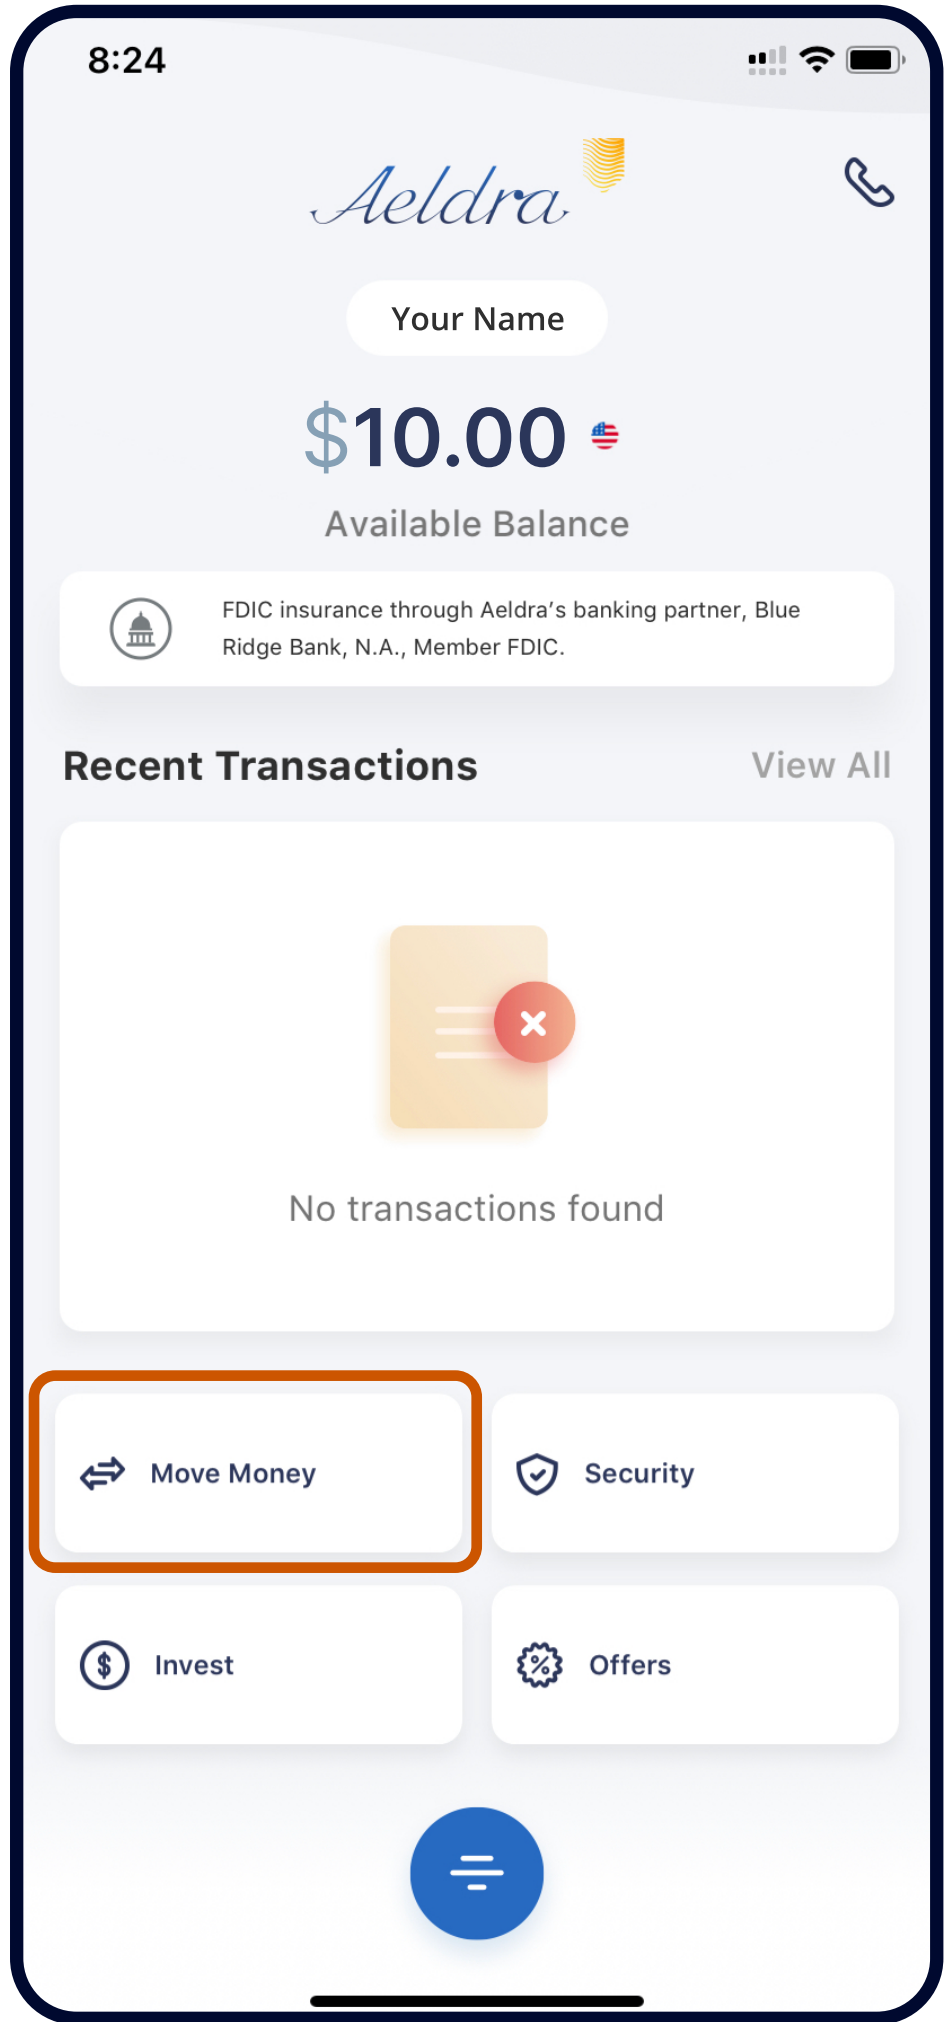 8:24
Aeldra
Your Name
$10.00
Available Balance
FDIC insurance through Aeldra's banking partner, Blue
Ridge Bank, N.A., Member FDIC.
Recent Transactions
View All
No transactions found
Move Money
Security
Invest
Offers